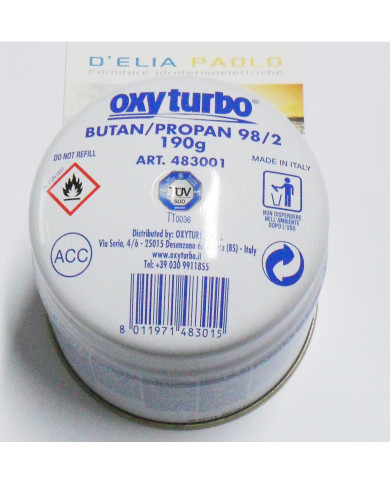 D'ELIA PAOLO
Forniture Idrotermoelettriche
oxyturbo®
BUTAN/PROPAN 98/2
190g
ART. 483001
DO NOT REFILL
MADE IN ITALY
TÜV
SÜD
TT0036
NON DISPERDERE
NELL'AMBIENTE
DOPO L'USO
ACC
Distributed by: OXYTURBO
Via Serio, 4/6 - 25015 Desenzano (BS) - Italy
www.oxyturbo.it
Tel: +39 030 9911855
8 011971 483015